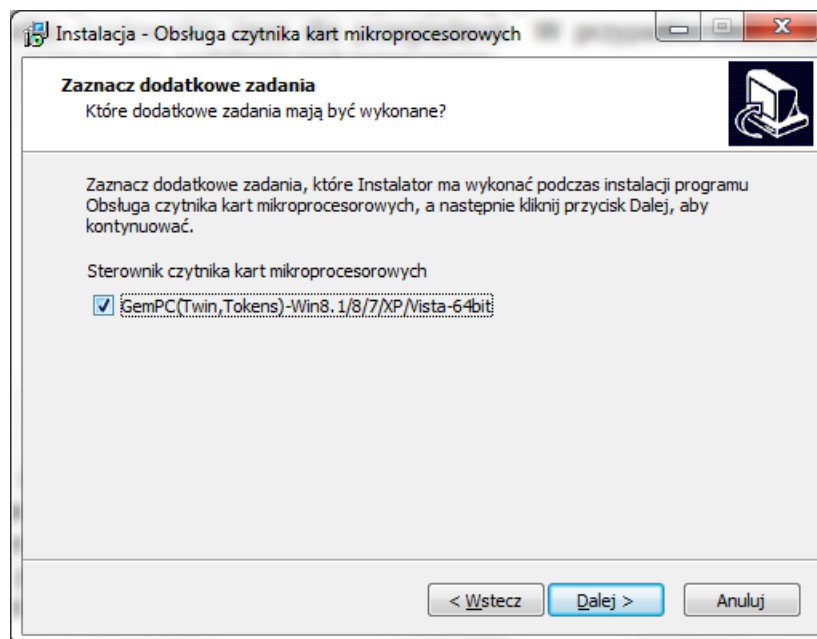 Instalacja - Obsługa czytnika kart mikroprocesorowych
Zaznacz dodatkowe zadania
Które dodatkowe zadania mają być wykonane?
Zaznacz dodatkowe zadania, które Instalator ma wykonać podczas instalacji programu
Obsługa czytnika kart mikroprocesorowych, a następnie kliknij przycisk Dalej, aby
kontynuować.
Sterownik czytnika kart mikroprocesorowych
GemPC(Twin,Tokens)-Win8.1/8/7/XP/Vista-64bit
< Wstecz
Dalej >
Anuluj